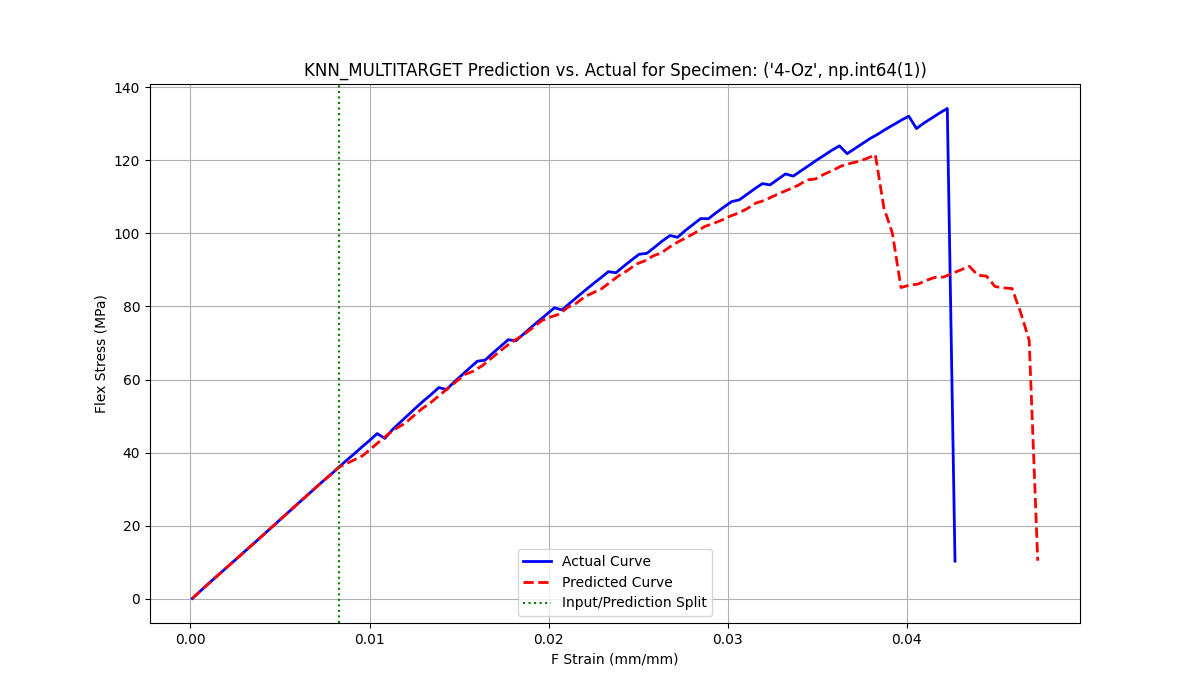 KNN_MULTITARGET Prediction vs. Actual for Specimen: ('4-Oz', np.int64(1))
140
120
100
80
60
40
20
0
Flex Stress (MPa)
Actual Curve
Predicted Curve
Input/Prediction Split
0.00
0.01
0.02
0.03
0.04
F Strain (mm/mm)